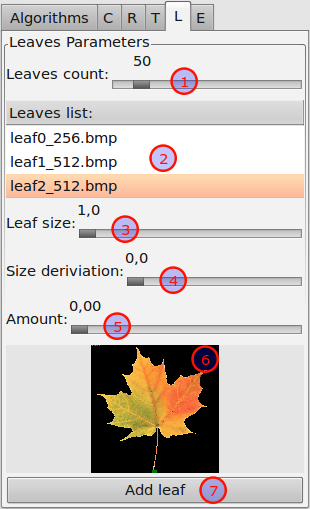 Algorithms C R T L E
Leaves Parameters
50
Leaves count:
1
Leaves list:
leaf0_256.bmp
leaf1_512.bmp
2
leaf2_512.bmp
1,0
Leaf size:
3
0,0
Size deriviation:
4
0,00
Amount:
5
6
Add leaf 7